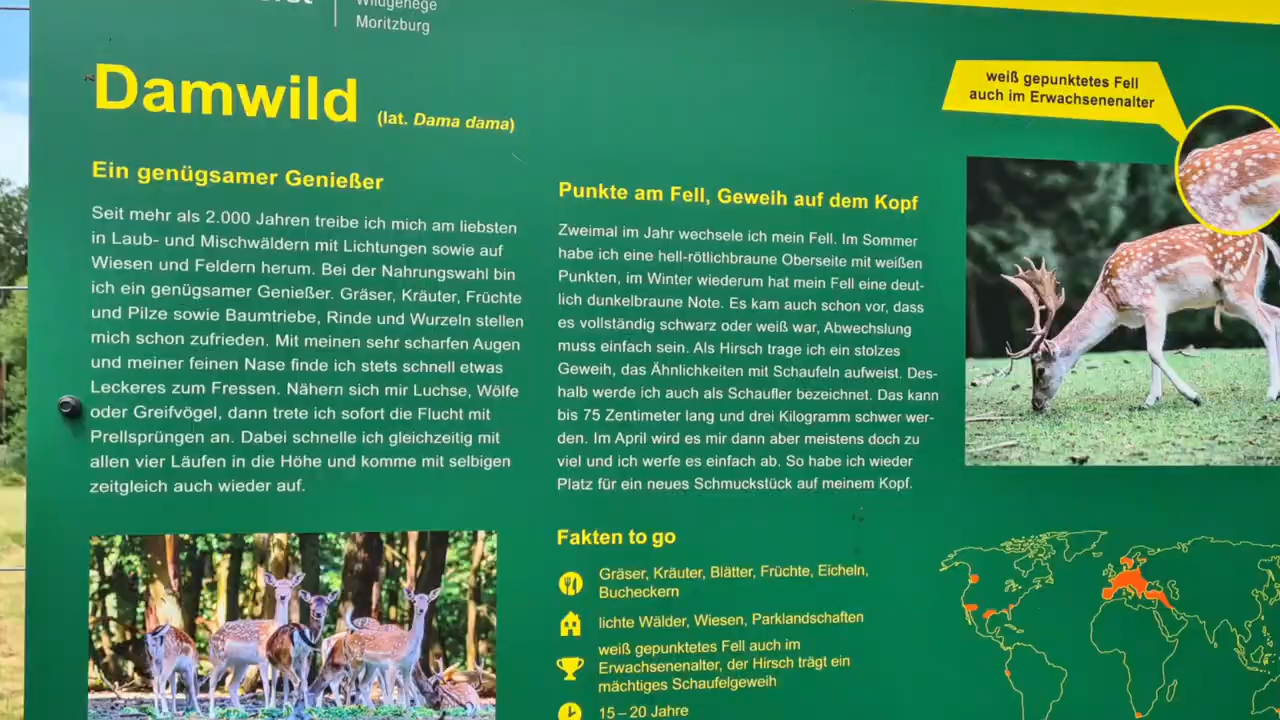 Wildgehege
Moritzburg
Damwild (lat. Dama dama)
Ein genügsamer Genießer
Seit mehr als 2.000 Jahren treibe ich mich am liebsten
in Laub- und Mischwäldern mit Lichtungen sowie auf
Wiesen und Feldern herum. Bei der Nahrungswahl bin
ich ein genügsamer Genießer. Gräser, Kräuter, Früchte
und Pilze sowie Baumtriebe, Rinde und Wurzeln stellen
mich schon zufrieden. Mit meinen sehr scharfen Augen
und meiner feinen Nase finde ich stets schnell etwas
Leckeres zum Fressen. Nähern sich mir Luchse, Wölfe
oder Greifvögel, dann trete ich sofort die Flucht mit
Prellsprüngen an. Dabei schnelle ich gleichzeitig mit
allen vier Läufen in die Höhe und komme mit selbigen
zeitgleich auch wieder auf.
Punkte am Fell, Geweih auf dem Kopf
Zweimal im Jahr wechsele ich mein Fell. Im Sommer
habe ich eine hell-rötlichbraune Oberseite mit weißen
Punkten, im Winter wiederum hat mein Fell eine deut-
lich dunkelbraune Note. Es kam auch schon vor, dass
es vollständig schwarz oder weiß war, Abwechslung
muss einfach sein. Als Hirsch trage ich ein stolzes
Geweih, das Ähnlichkeiten mit Schaufeln aufweist. Des-
halb werde ich auch als Schaufler bezeichnet. Das kann
bis 75 Zentimeter lang und drei Kilogramm schwer wer-
den. Im April wird es mir dann aber meistens doch zu
viel und ich werfe es einfach ab. So habe ich wieder
Platz für ein neues Schmuckstück auf meinem Kopf.
Fakten to go
Gräser, Kräuter, Blätter, Früchte, Eicheln,
Bucheckern
lichte Wälder, Wiesen, Parklandschaften
weiß gepunktetes Fell auch im
Erwachsenenalter, der Hirsch trägt ein
mächtiges Schaufelgeweih
15–20 Jahre
weiß gepunktetes Fell
auch im Erwachsenenalter